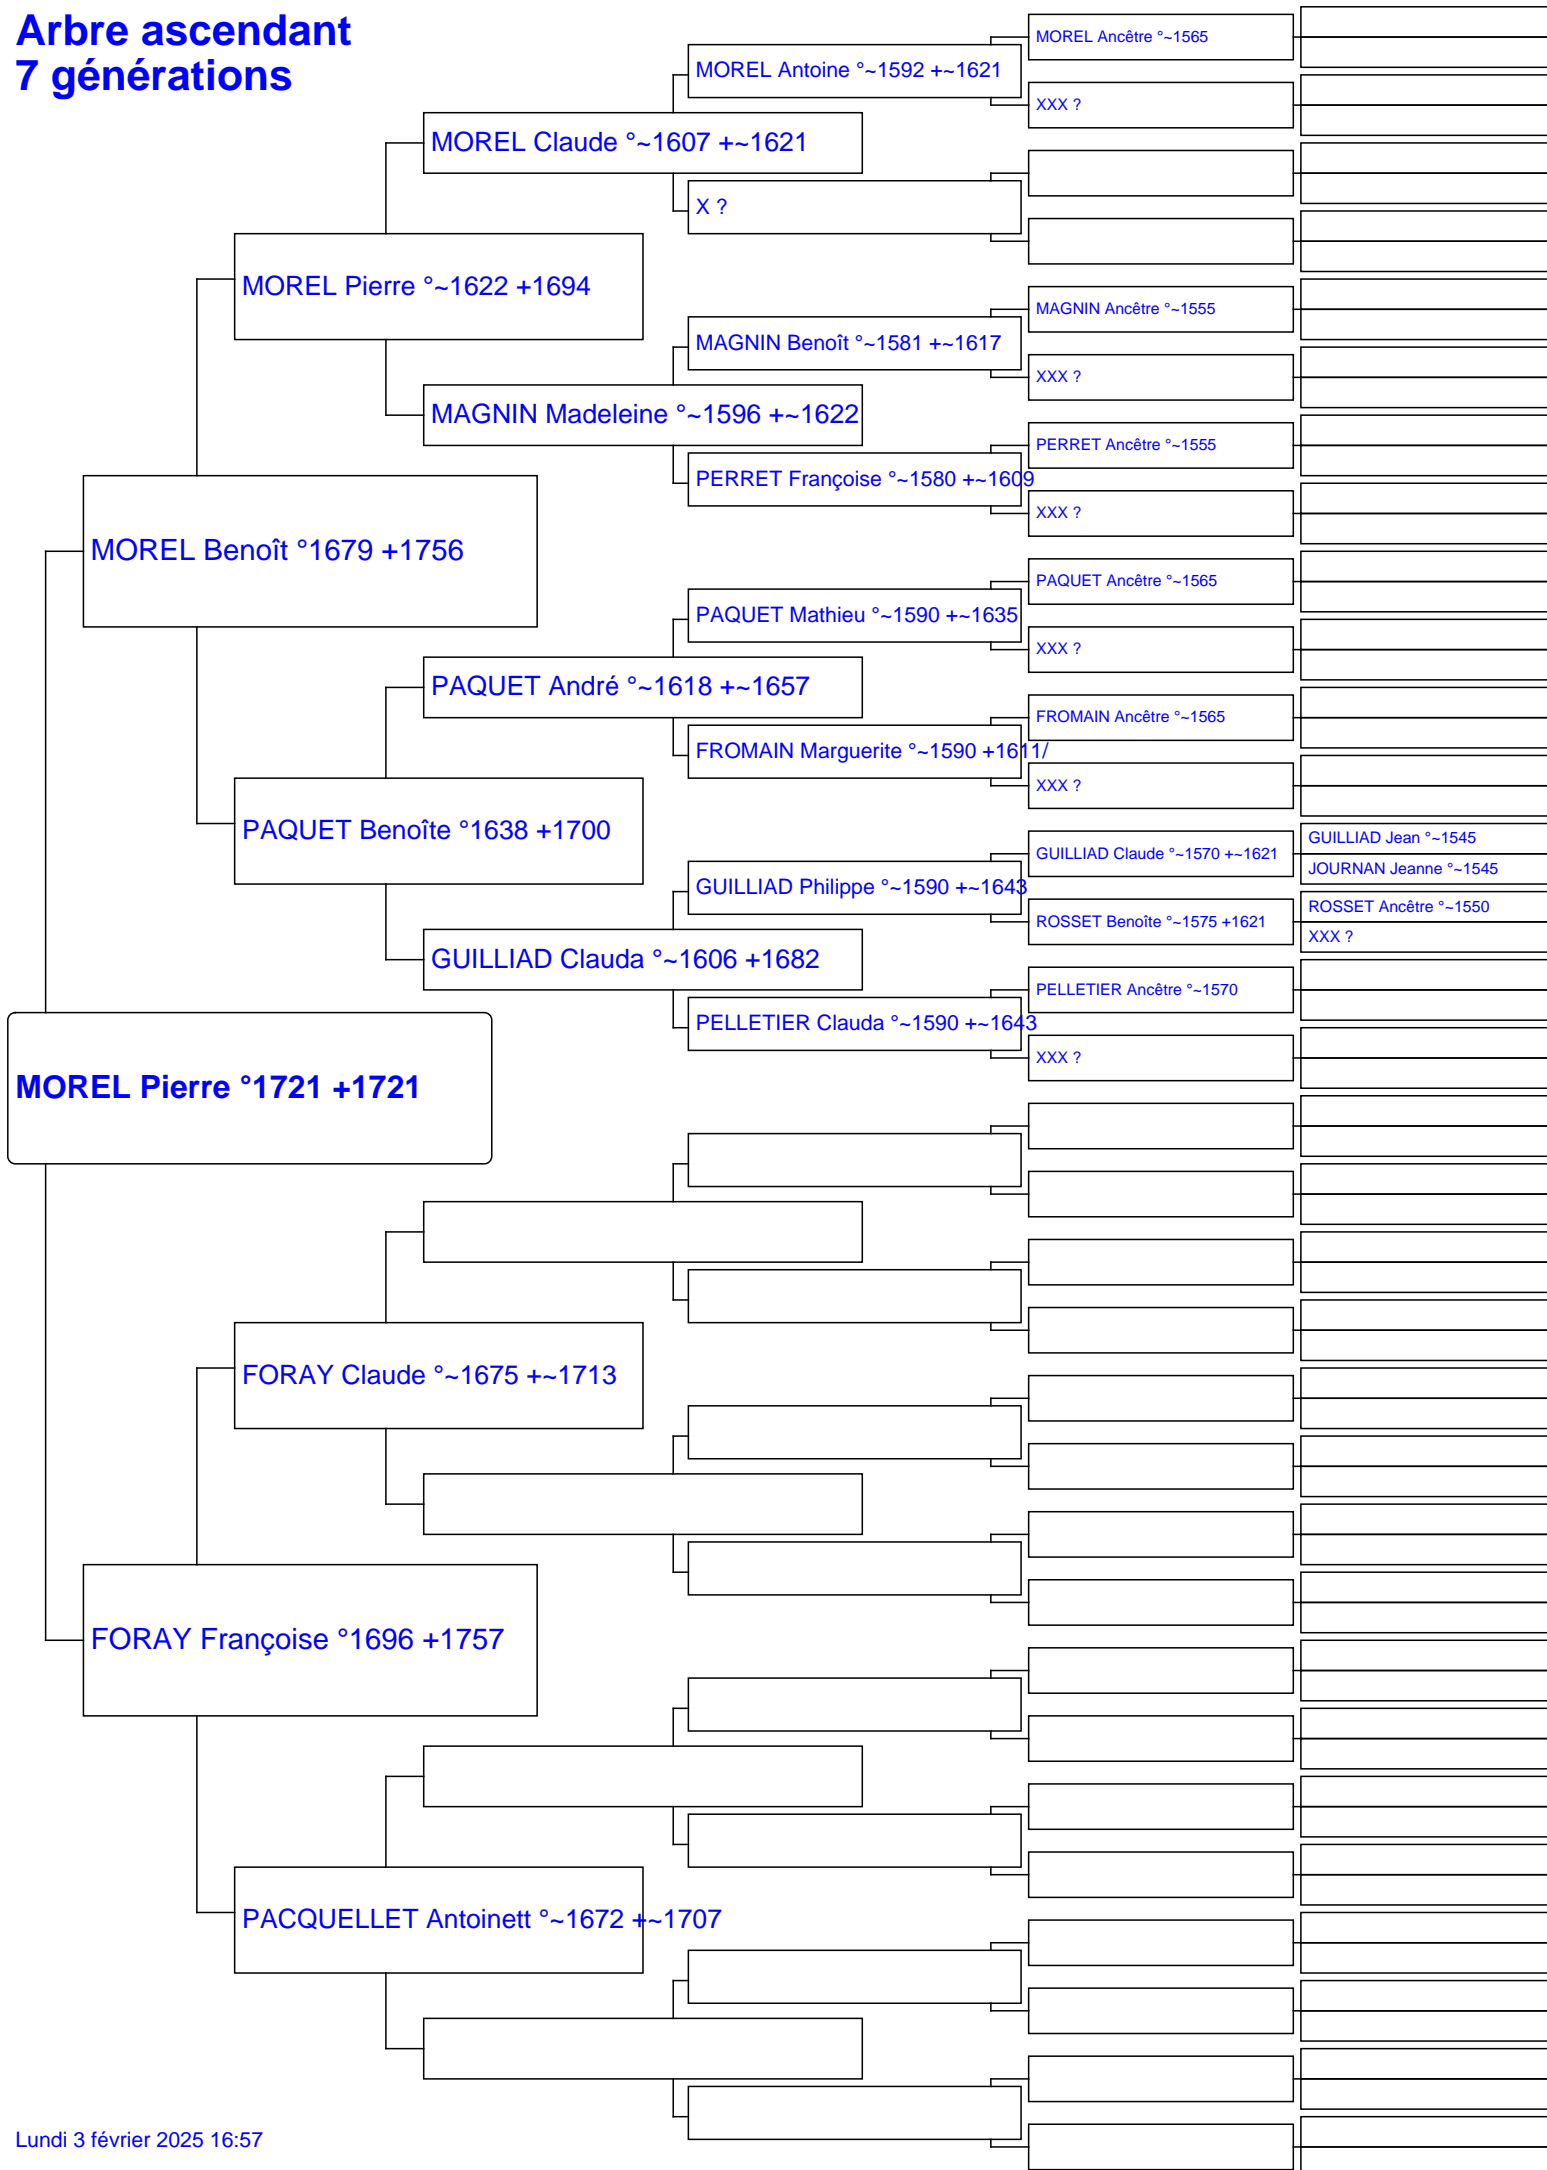 Arbre ascendant
7 générations
MOREL Ancêtre °~1565
MOREL Antoine °~1592 +~1621
XXX ?
MOREL Claude °~1607 +~1621
X ?
MOREL Pierre °~1622 +1694
MAGNIN Ancêtre °~1555
MAGNIN Benoît °~1581 +~1617
XXX ?
MAGNIN Madeleine °~1596 +~1622
PERRET Ancêtre °~1555
PERRET Françoise °~1580 +~1609
XXX ?
MOREL Benoît °1679 +1756
PAQUET Ancêtre °~1565
PAQUET Mathieu °~1590 +~1635
XXX ?
PAQUET André °~1618 +~1657
FROMAIN Ancêtre °~1565
FROMAIN Marguerite °~1590 +1611/
XXX ?
PAQUET Benoîte °1638 +1700
GUILLIAD Jean °~1545
GUILLIAD Claude °~1570 +~1621
JOURNAN Jeanne °~1545
GUILLIAD Philippe °~1590 +~1643
ROSSET Ancêtre °~1550
ROSSET Benoîte °~1575 +1621
XXX ?
GUILLIAD Clauda °~1606 +1682
PELLETIER Ancêtre °~1570
PELLETIER Clauda °~1590 +~1643
XXX ?
MOREL Pierre °1721 +1721
FORAY Claude °~1675 +~1713
FORAY Françoise °1696 +1757
PACQUELLET Antoinett °~1672 +~1707
Lundi 3 février 2025 16:57